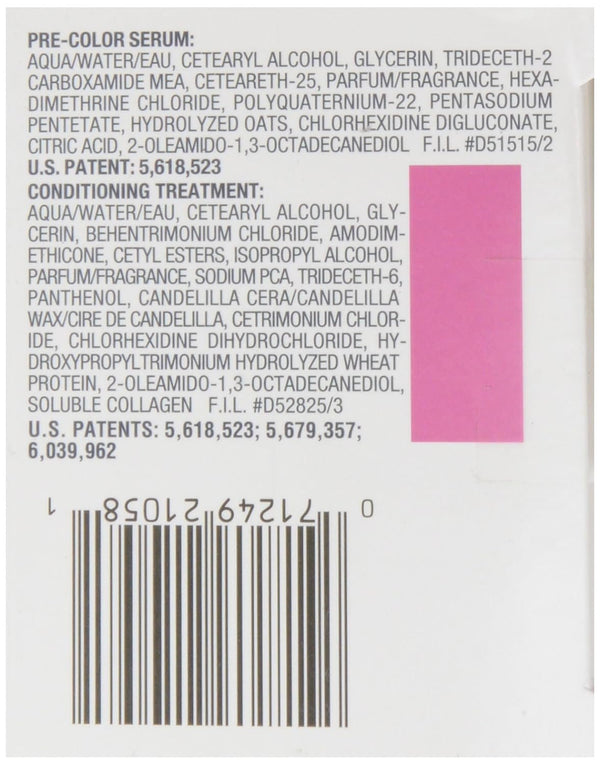 PRE-COLOR SERUM:
AQUA/WATER/EAU, CETEARYL ALCOHOL, GLYCERIN, TRIDECETH-2
CARBOXAMIDE MEA, CETEARETH-25, PARFUM/FRAGRANCE, HEXA-
DIMETHRINE CHLORIDE, POLYQUATERNIUM-22, PENTASODIUM
PENTETATE, HYDROLYZED OATS, CHLORHEXIDINE DIGLUCONATE,
CITRIC ACID, 2-OLEAMIDO-1,3-OCTADECANEDIOL F.I.L. #D51515/2
U.S. PATENT: 5,618,523
CONDITIONING TREATMENT:
AQUA/WATER/EAU, CETEARYL ALCOHOL, GLY-
CERIN, BEHENTRIMONIUM CHLORIDE, AMODIM-
ETHICONE, CETYL ESTERS, ISOPROPYL ALCOHOL,
PARFUM/FRAGRANCE, SODIUM PCA, TRIDECETH-6,
PANTHENOL, CANDELILLA CERA/CANDELILLA
WAX/CIRE DE CANDELILLA, CETRIMONIUM CHLOR-
IDE, CHLORHEXIDINE DIHYDROCHLORIDE, HY-
DROXYPROPYLTRIMONIUM HYDROLYZED WHEAT
PROTEIN, 2-OLEAMIDO-1,3-OCTADECANEDIOL,
SOLUBLE COLLAGEN F.I.L. #D52825/3
U.S. PATENTS: 5,618,523; 5,679,357;
6,039,962
0 71249 21058 1